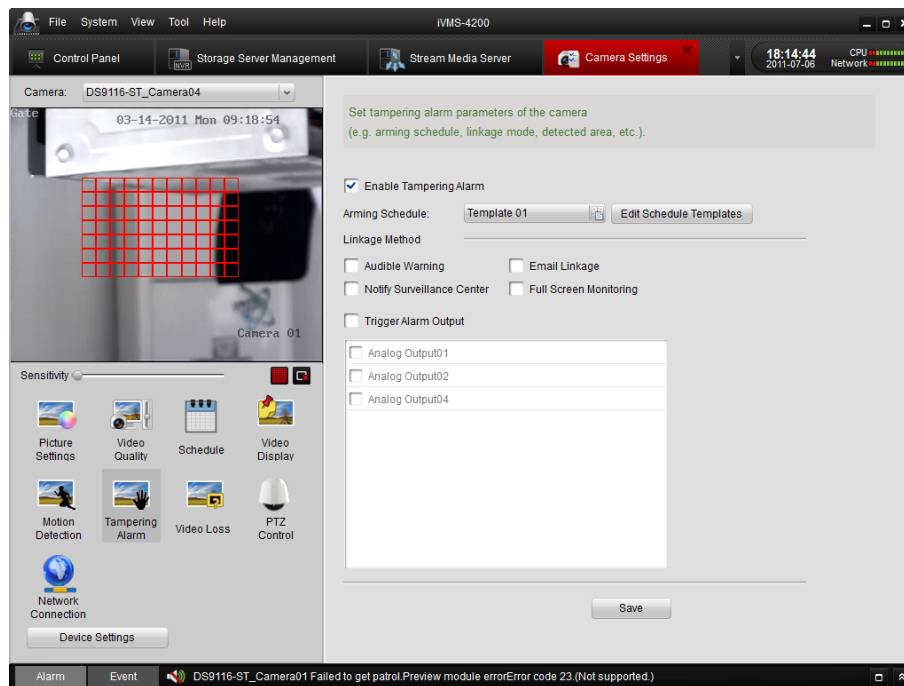 File System View Tool Help iVMS-4200
Control Panel NVR Storage Server Management Stream Media Server Camera Settings 18:14:44 CPU
2011-07-06 Network
Camera: DS9116-ST_Camera04
Gate 03-14-2011 Mon 09:18:54
Camera 01
Sensitivity
Picture Settings
Video Quality
Schedule
Video Display
Motion Detection
Tampering Alarm
Video Loss
PTZ Control
Network Connection
Device Settings
Set tampering alarm parameters of the camera
(e.g. arming schedule, linkage mode, detected area, etc.).
Enable Tampering Alarm
Arming Schedule: Template 01 Edit Schedule Templates
Linkage Method
Audible Warning Email Linkage
Notify Surveillance Center Full Screen Monitoring
Trigger Alarm Output
Analog Output01
Analog Output02
Analog Output04
Save
Alarm Event DS9116-ST_Camera01 Failed to get patrol.Preview module errorError code 23.(Not supported.)